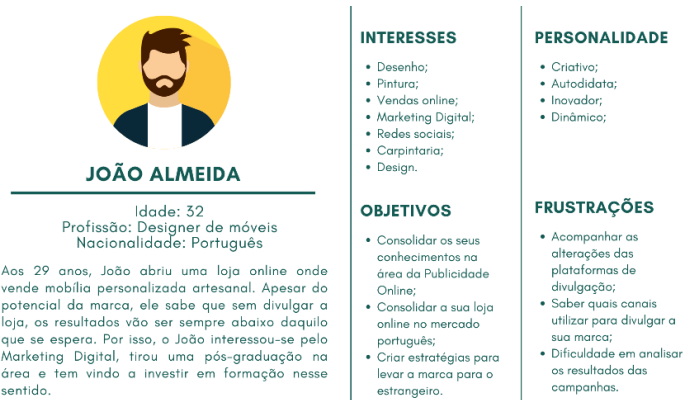 JOÃO ALMEIDA
Idade: 32
Profissão: Designer de móveis
Nacionalidade: Português
Aos 29 anos, João abriu uma loja online onde
vende mobília personalizada artesanal. Apesar do
potencial da marca, ele sabe que sem divulgar a
loja, os resultados vão ser sempre abaixo daquilo
que se espera. Por isso, o João interessou-se pelo
Marketing Digital, tirou uma pós-graduação na
área e tem vindo a investir em formação nesse
sentido.
INTERESSES
• Desenho;
• Pintura;
• Vendas online;
• Marketing Digital;
• Redes sociais;
• Carpintaria;
• Design.
OBJETIVOS
• Consolidar os seus
conhecimentos na
área da Publicidade
Online;
• Consolidar a sua loja
online no mercado
português;
• Criar estratégias para
levar a marca para o
estrangeiro.
PERSONALIDADE
• Criativo;
• Autodidata;
• Inovador;
• Dinâmico;
FRUSTRAÇÕES
• Acompanhar as
alterações das
plataformas de
divulgação;
• Saber quais canais
utilizar para divulgar a
sua marca;
• Dificuldade em analisar
os resultados das
campanhas.